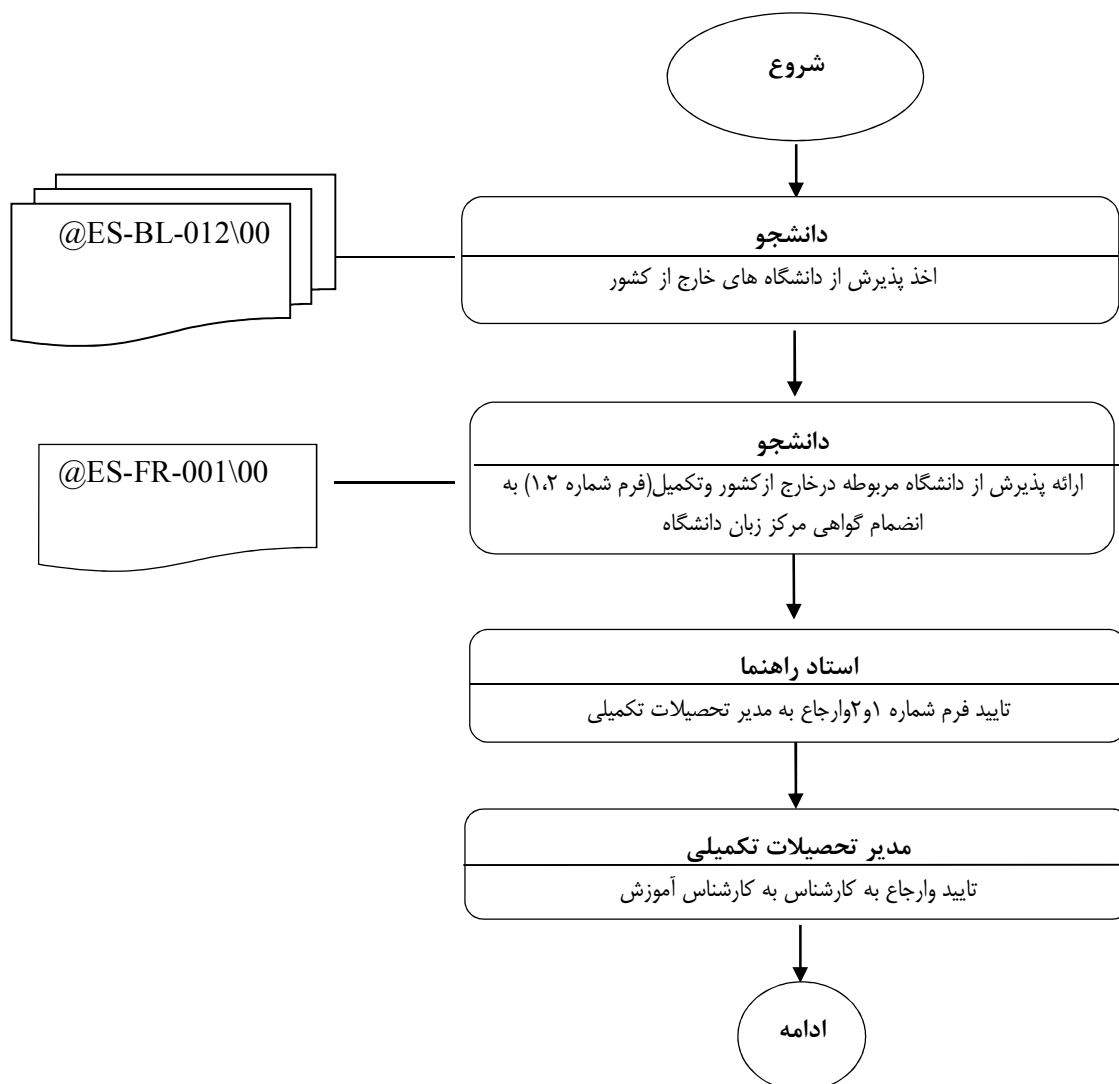 شروع
@ES-BL-012\00
دانشجو
اخذ پذیرش از دانشگاه های خارج از کشور
@ES-FR-001\00
دانشجو
ارائه پذیرش از دانشگاه مربوطه درخارج ازکشور وتکمیل(فرم شماره ۱،۲) به
انضمام گواهی مرکز زبان دانشگاه
استاد راهنما
تایید فرم شماره ۱و۲وارجاع به مدیر تحصیلات تکمیلی
مدیر تحصیلات تکمیلی
تایید وارجاع به کارشناس به کارشناس آموزش
ادامه